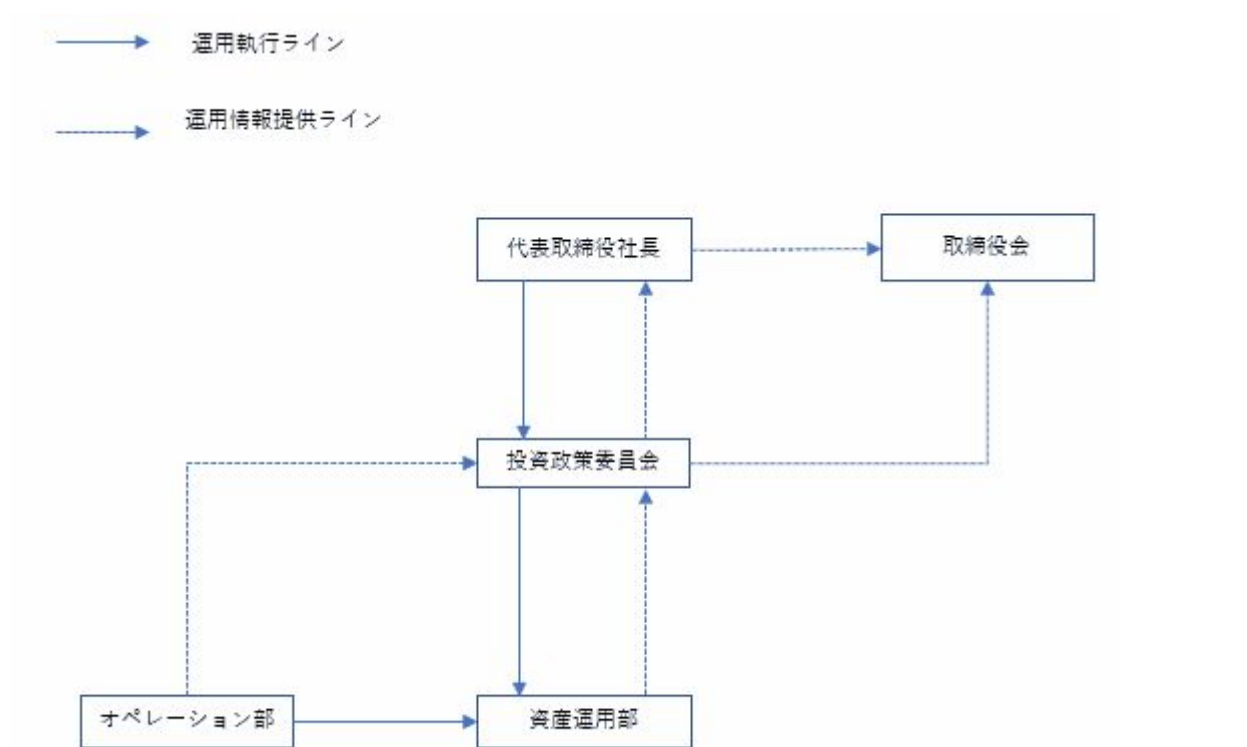 運用執行ライン
運用情報提供ライン
代表取締役社長
取締役会
投資政策委員会
オペレーション部
資産運用部